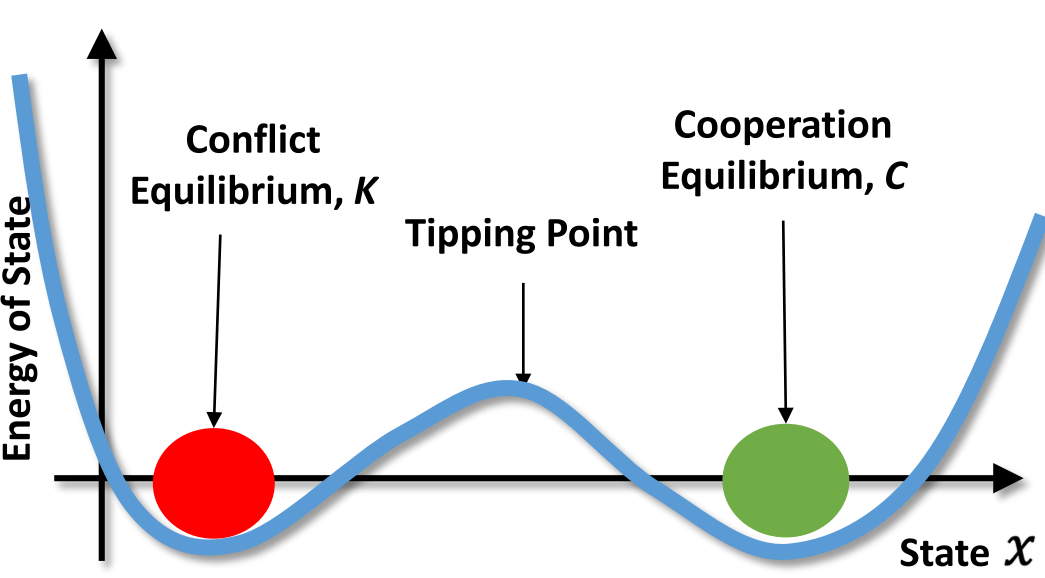 Conflict
Equilibrium, K
Cooperation
Equilibrium, C
Tipping Point
Energy of State
State x